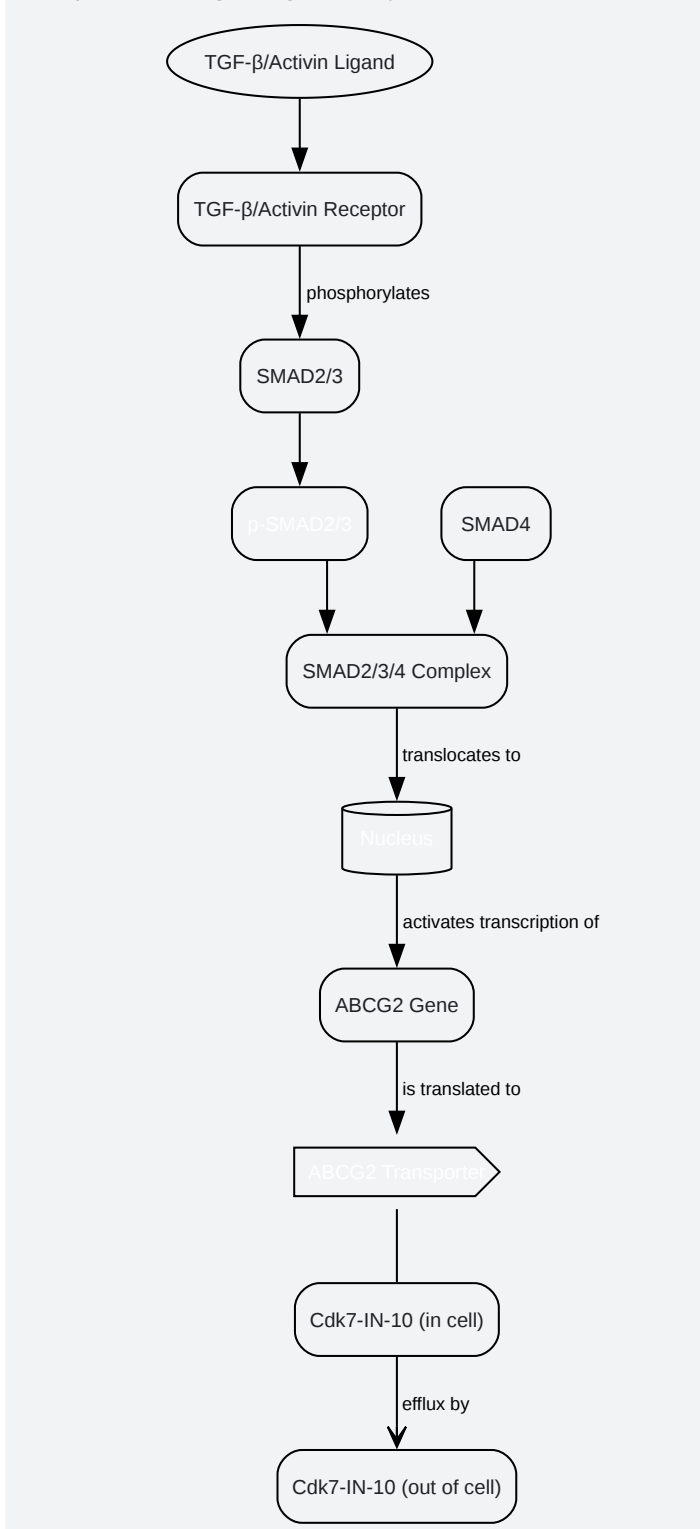 TGF-β/Activin Ligand
TGF-β/Activin Receptor
phosphorylates
SMAD2/3
p-SMAD2/3
SMAD4
SMAD2/3/4 Complex
translocates to
Nucleus
activates transcription of
ABCG2 Gene
is translated to
ABCG2 Transporter
Cdk7-IN-10 (in cell)
efflux by
Cdk7-IN-10 (out of cell)